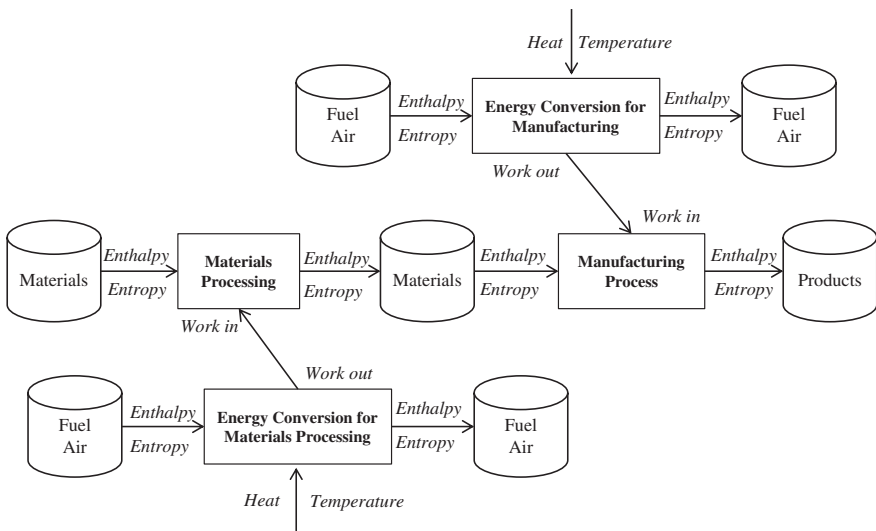 Heat Temperature
Fuel
Air
Enthalpy
Entropy
Energy Conversion for
Manufacturing
Enthalpy
Entropy
Fuel
Air
Work out
Work in
Materials
Enthalpy
Entropy
Materials
Processing
Enthalpy
Entropy
Materials
Enthalpy
Entropy
Manufacturing
Process
Enthalpy
Entropy
Products
Work in
Work out
Fuel
Air
Enthalpy
Entropy
Energy Conversion for
Materials Processing
Enthalpy
Entropy
Fuel
Air
Heat Temperature